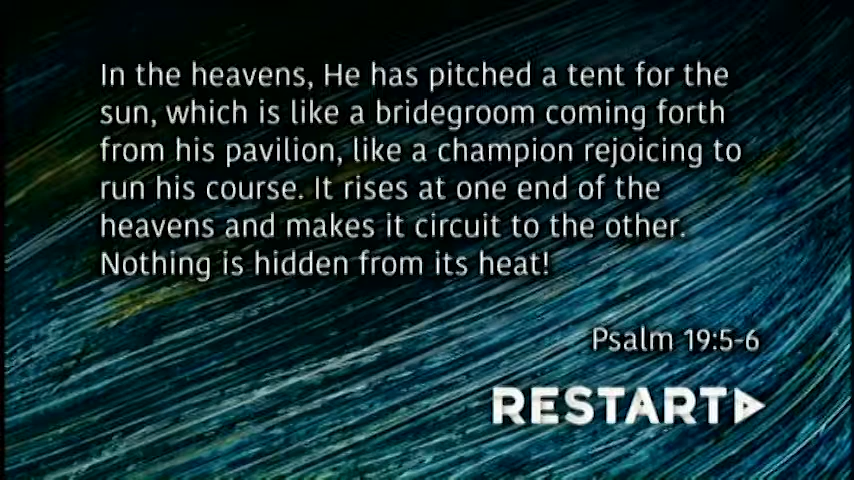 In the heavens, He has pitched a tent for the
sun, which is like a bridegroom coming forth
from his pavilion, like a champion rejoicing to
run his course. It rises at one end of the
heavens and makes it circuit to the other.
Nothing is hidden from its heat!
Psalm 19:5-6
RESTART